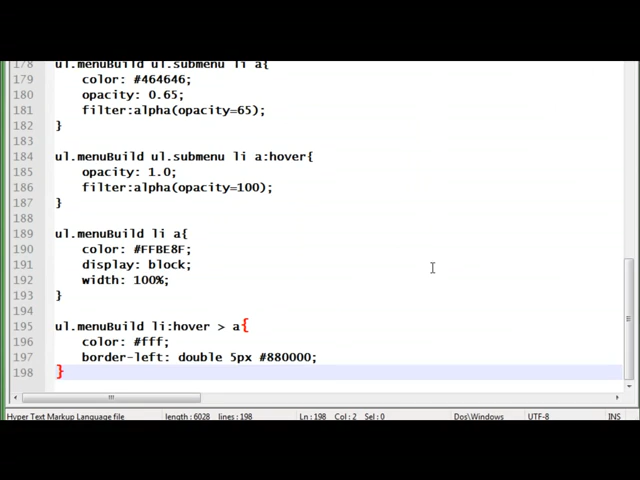 178 ul.menuBuild ul.submenu li a{
179 color: #464646;
180 opacity: 0.65;
181 filter:alpha(opacity=65);
182 }
183
184 ul.menuBuild ul.submenu li a:hover{
185 opacity: 1.0;
186 filter:alpha(opacity=100);
187 }
188
189 ul.menuBuild li a{
190 color: #FFBE8F;
191 display: block;
192 width: 100%;
193 }
194
195 ul.menuBuild li:hover > a{
196 color: #fff;
197 border-left: double 5px #880000;
198 }
Hyper Text Markup Language file length : 6028 lines : 198 Ln : 198 Col : 2 Sel : 0 Dos\Windows UTF-8 INS